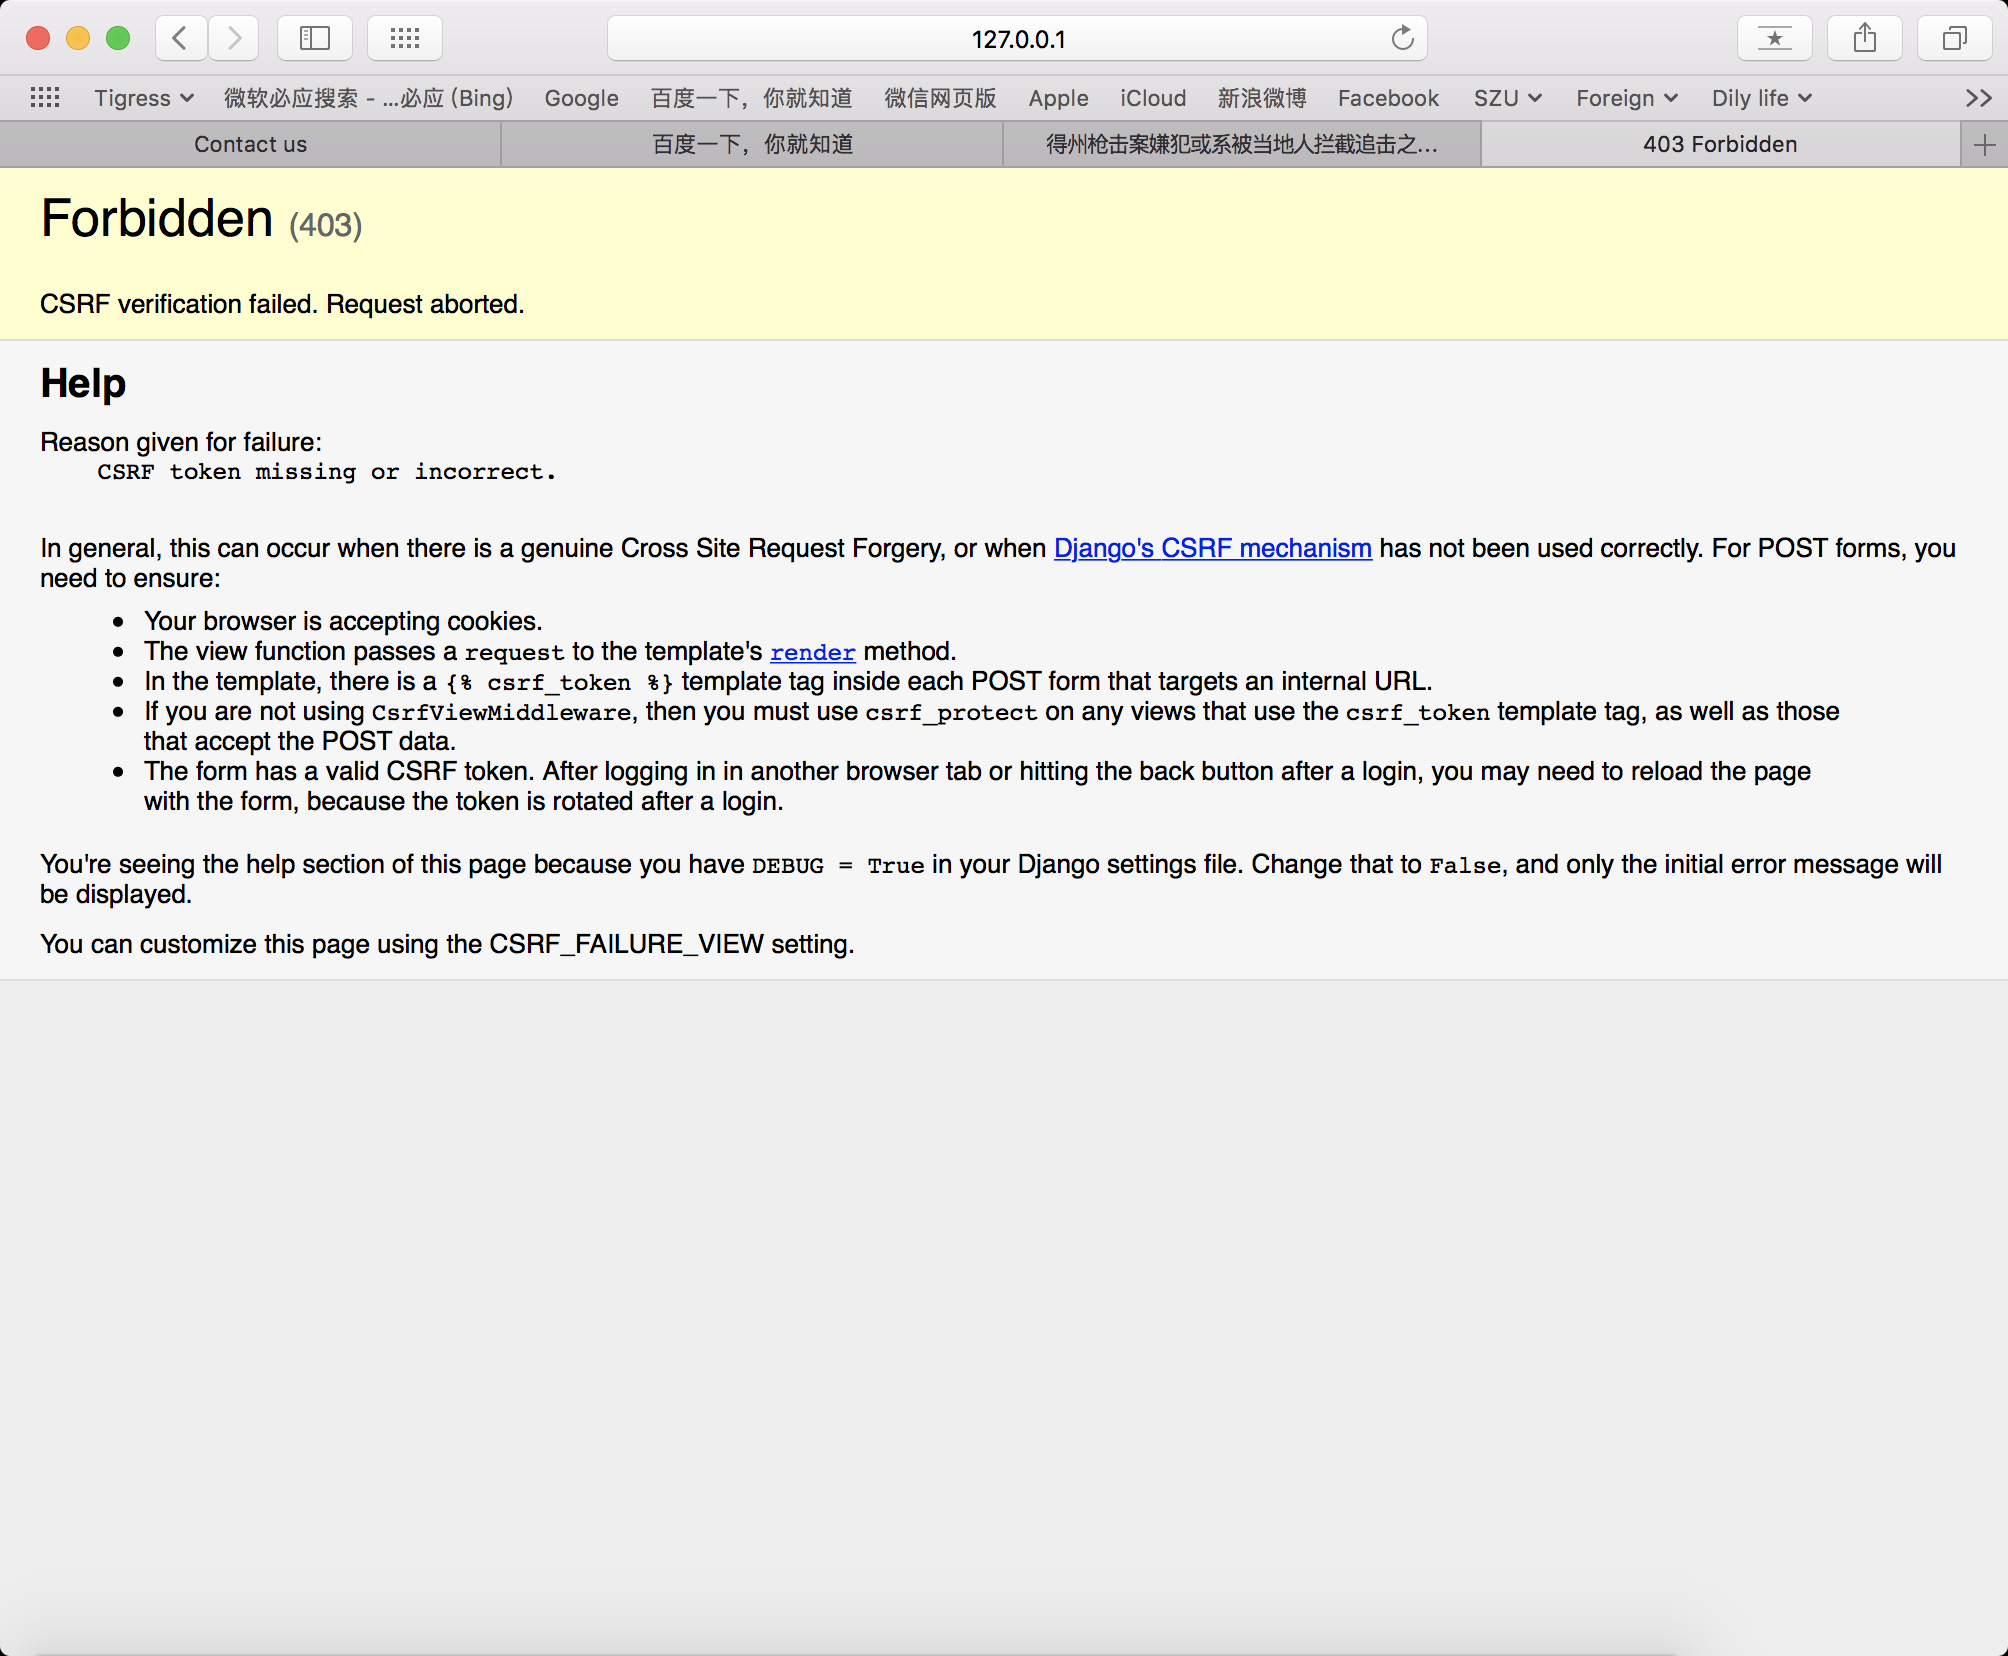 127.0.0.1
Tigress 微软必应搜索 - ...必应 (Bing) Google 百度一下，你就知道 微信网页版 Apple iCloud 新浪微博 Facebook SZU Foreign Dily life
Contact us 百度一下，你就知道 得州枪击案嫌犯或系被当地人拦截追击之... 403 Forbidden
Forbidden (403)
CSRF verification failed. Request aborted.
Help
Reason given for failure:
CSRF token missing or incorrect.
In general, this can occur when there is a genuine Cross Site Request Forgery, or when Django's CSRF mechanism has not been used correctly. For POST forms, you
need to ensure:
• Your browser is accepting cookies.
• The view function passes a request to the template's render method.
• In the template, there is a {% csrf_token %} template tag inside each POST form that targets an internal URL.
• If you are not using CsrfViewMiddleware, then you must use csrf_protect on any views that use the csrf_token template tag, as well as those
that accept the POST data.
• The form has a valid CSRF token. After logging in in another browser tab or hitting the back button after a login, you may need to reload the page
with the form, because the token is rotated after a login.
You're seeing the help section of this page because you have DEBUG = True in your Django settings file. Change that to False, and only the initial error message will
be displayed.
You can customize this page using the CSRF_FAILURE_VIEW setting.